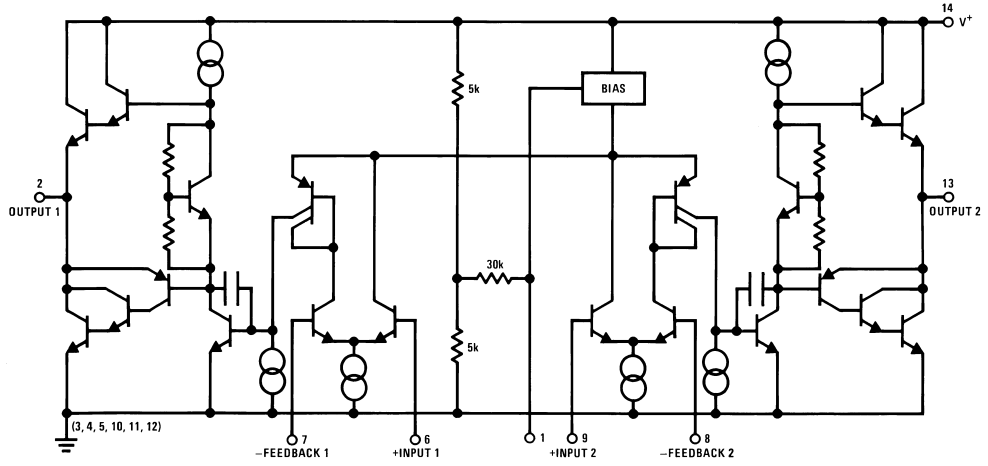 14
V+
5k
BIAS
2
OUTPUT 1
13
OUTPUT 2
30k
5k
(3, 4, 5, 10, 11, 12)
7
–FEEDBACK 1
6
+INPUT 1
1
9
+INPUT 2
8
–FEEDBACK 2